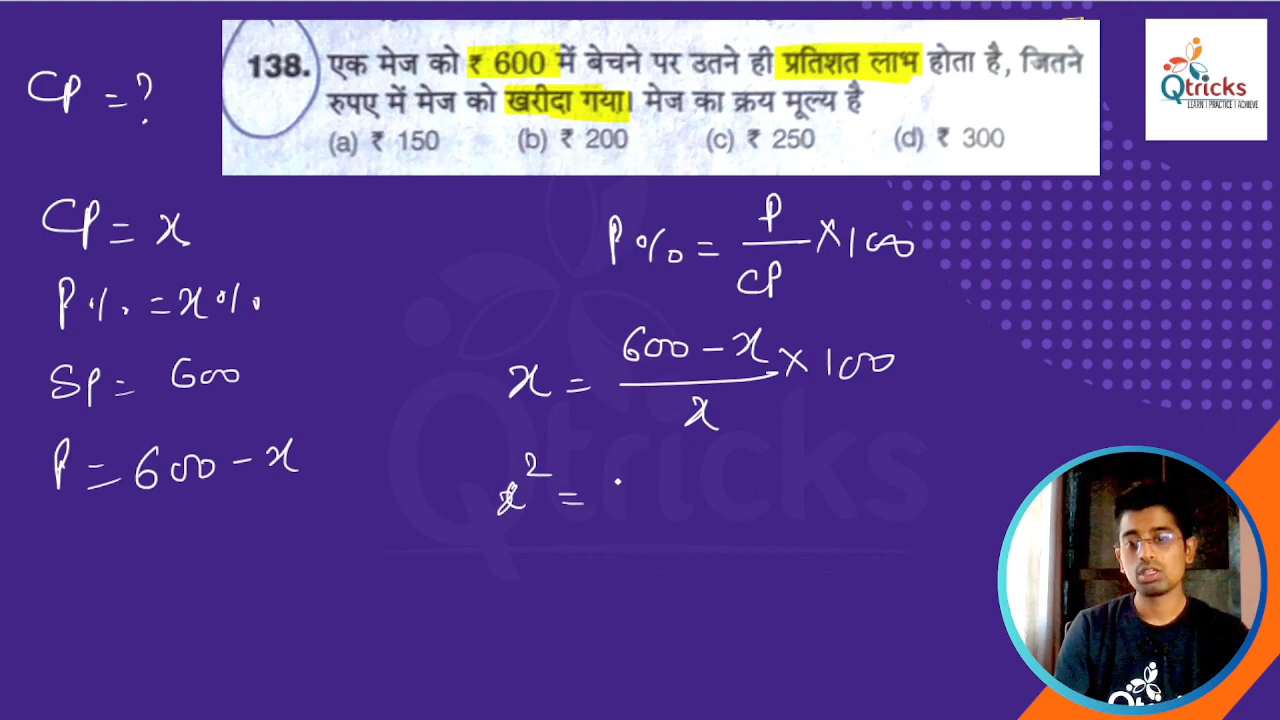 CP = ?
138. एक मेज को ₹ 600 में बेचने पर उतने ही प्रतिशत लाभ होता है, जितने
रुपए में मेज को खरीदा गया। मेज का क्रय मूल्य है
(a) ₹ 150 (b) ₹ 200 (c) ₹ 250 (d) ₹ 300
Qtricks
LEARN | PRACTICE | ACHIEVE
CP = x
P% = x%
SP = 600
P = 600 - x
P% = P/CP × 100
x = 600 - x/x × 100
x² =
Qtricks